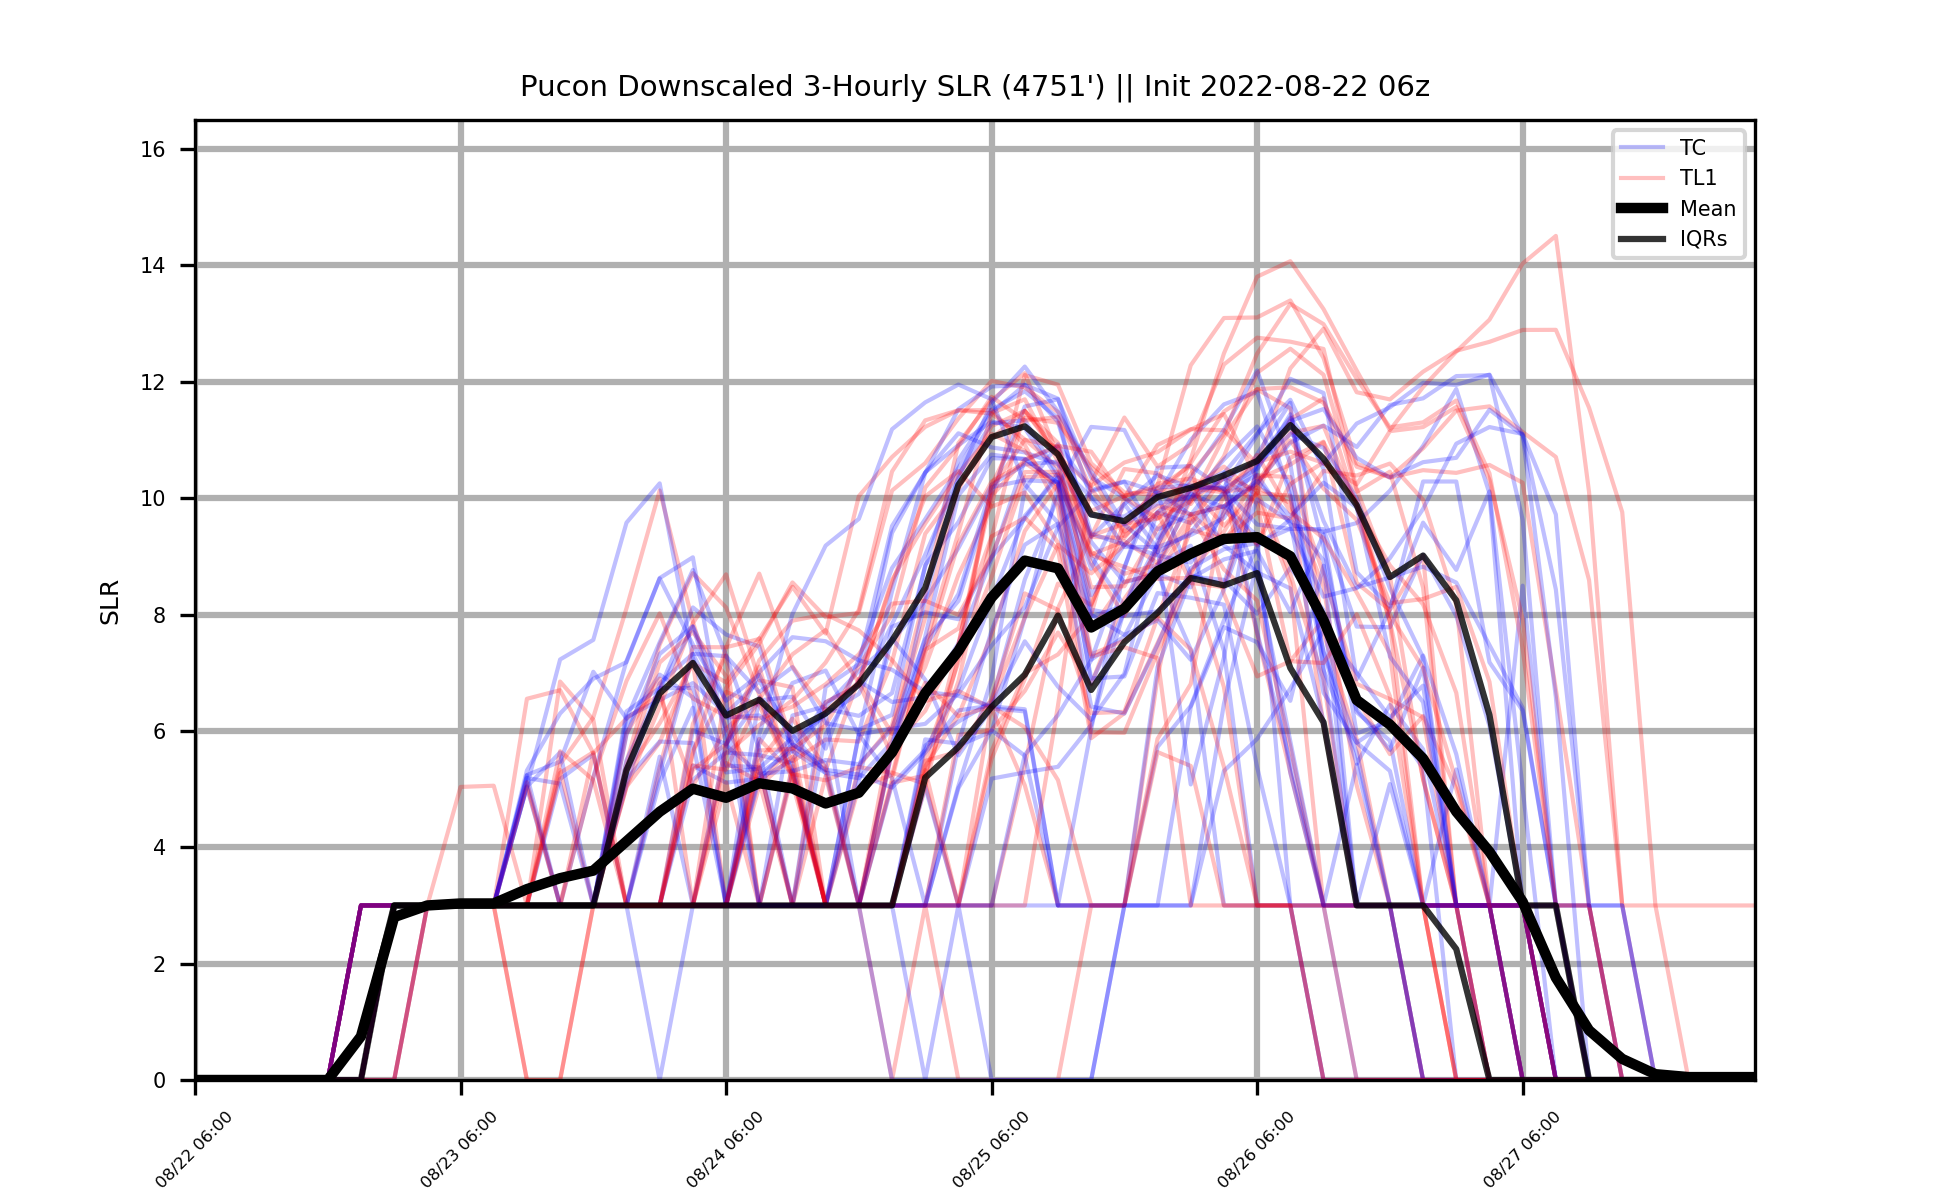 Pucon Downscaled 3-Hourly SLR (4751') || Init 2022-08-22 06z
16
14
12
10
8
6
4
2
0
SLR
TC
TL1
Mean
IQRs
08/22 06:00
08/23 06:00
08/24 06:00
08/25 06:00
08/26 06:00
08/27 06:00